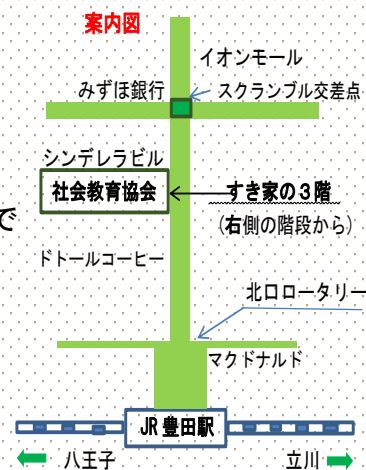 案内図
イオンモール
みずほ銀行
スクランブル交差点
シンデレラビル
社会教育協会
すき家の3階
で
(右側の階段から)
ドトールコーヒー
北口ロータリー
マクドナルド
JR 豊田駅
八王子
立川